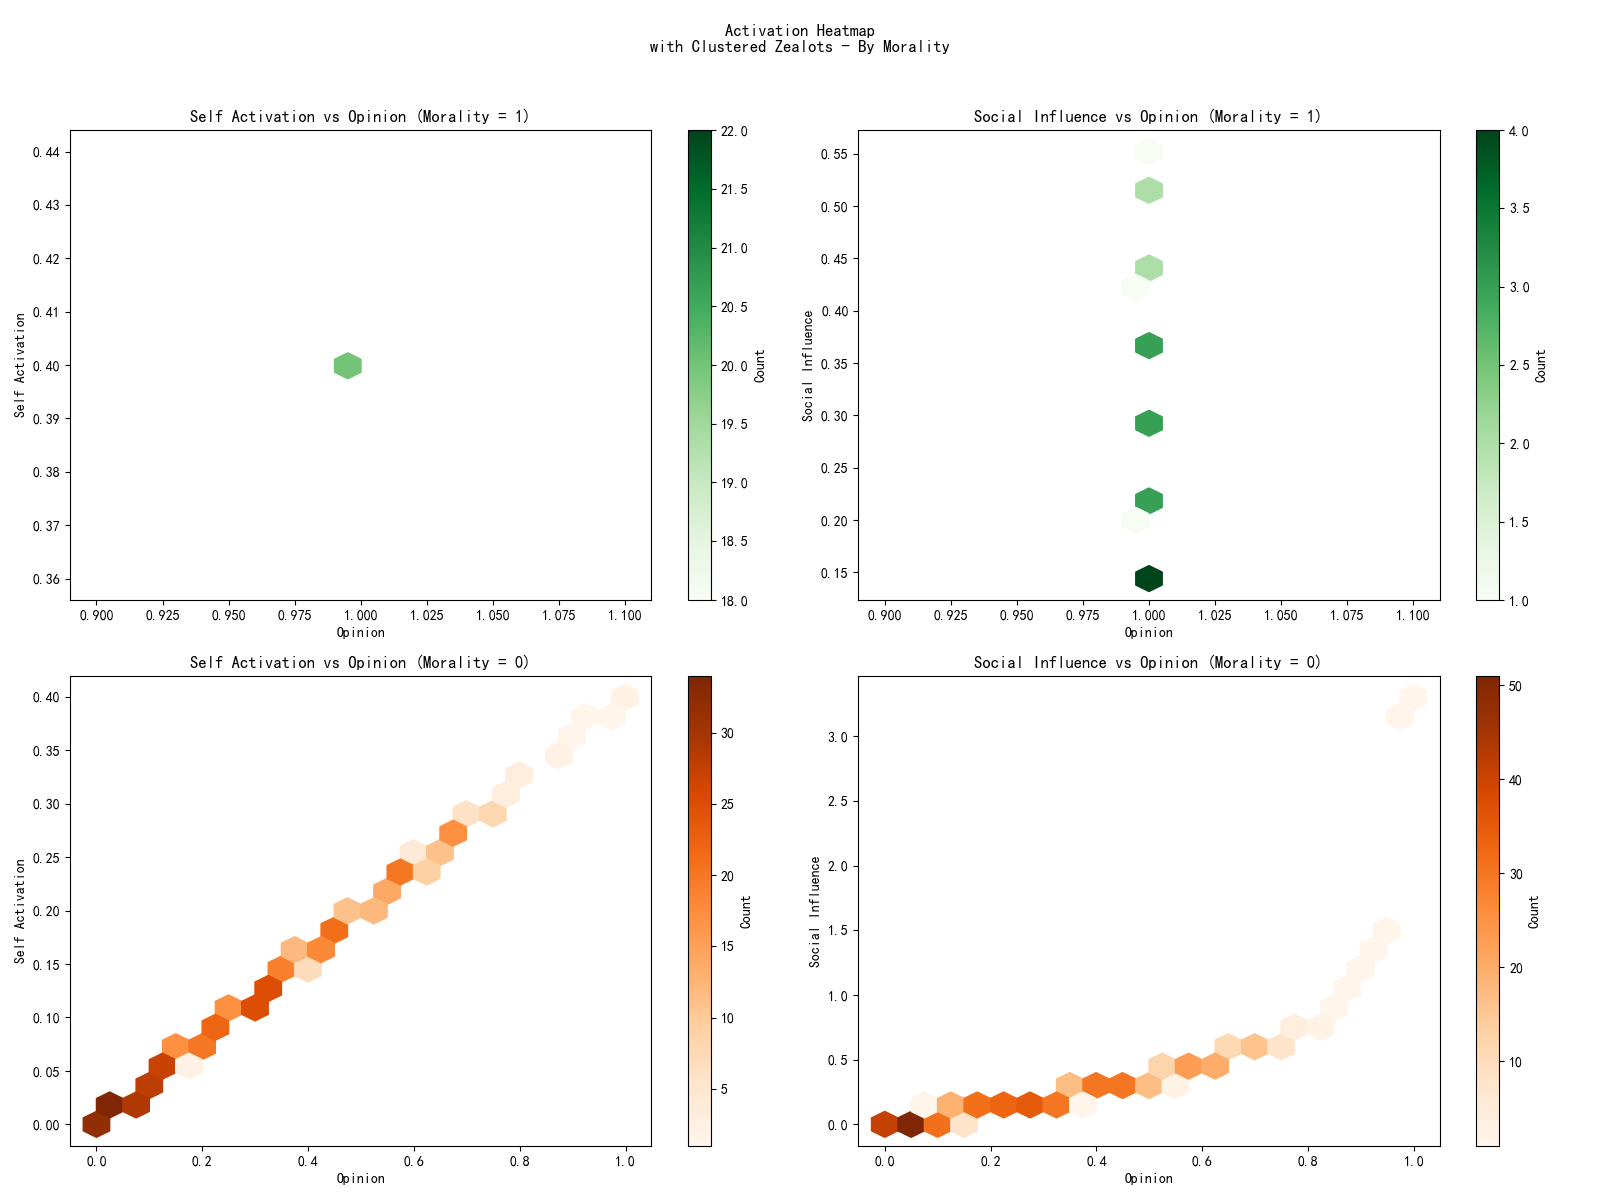 Activation Heatmap
with Clustered Zealots - By Morality
Self Activation vs Opinion (Morality = 1)
0.44
0.43
0.42
0.41
0.40
0.39
0.38
0.37
0.36
Self Activation
0.900 0.925 0.950 0.975 1.000 1.025 1.050 1.075 1.100
Opinion
22.0
21.5
21.0
20.5
20.0
19.5
19.0
18.5
18.0
Count
Social Influence vs Opinion (Morality = 1)
0.55
0.50
0.45
0.40
0.35
0.30
0.25
0.20
0.15
Social Influence
0.900 0.925 0.950 0.975 1.000 1.025 1.050 1.075 1.100
Opinion
4.0
3.5
3.0
2.5
2.0
1.5
1.0
Count
Self Activation vs Opinion (Morality = 0)
0.40
0.35
0.30
0.25
0.20
0.15
0.10
0.05
0.00
Self Activation
0.0 0.2 0.4 0.6 0.8 1.0
Opinion
30
25
20
15
10
5
Count
Social Influence vs Opinion (Morality = 0)
3.0
2.5
2.0
1.5
1.0
0.5
0.0
Social Influence
0.0 0.2 0.4 0.6 0.8 1.0
Opinion
50
40
30
20
10
Count